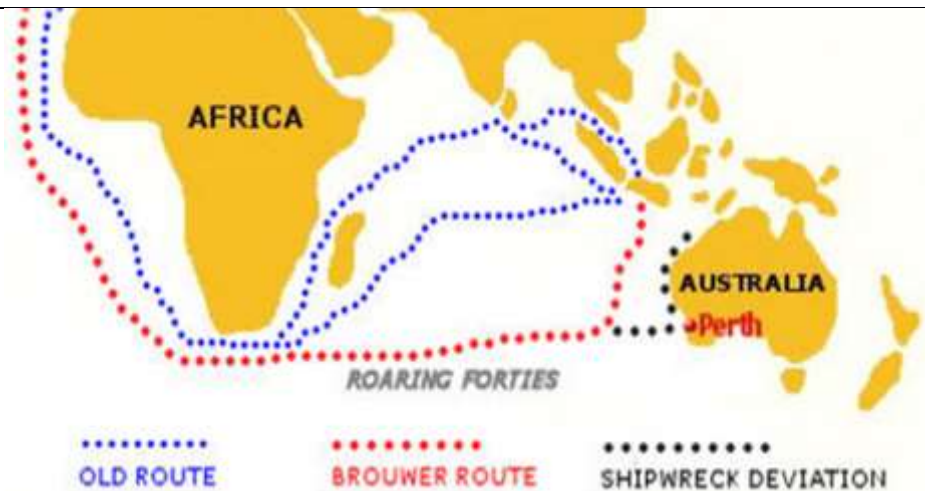 AFRICA
AUSTRALIA
Perth
ROARING FORTIES
OLD ROUTE
BROUWER ROUTE
SHIPWRECK DEVIATION